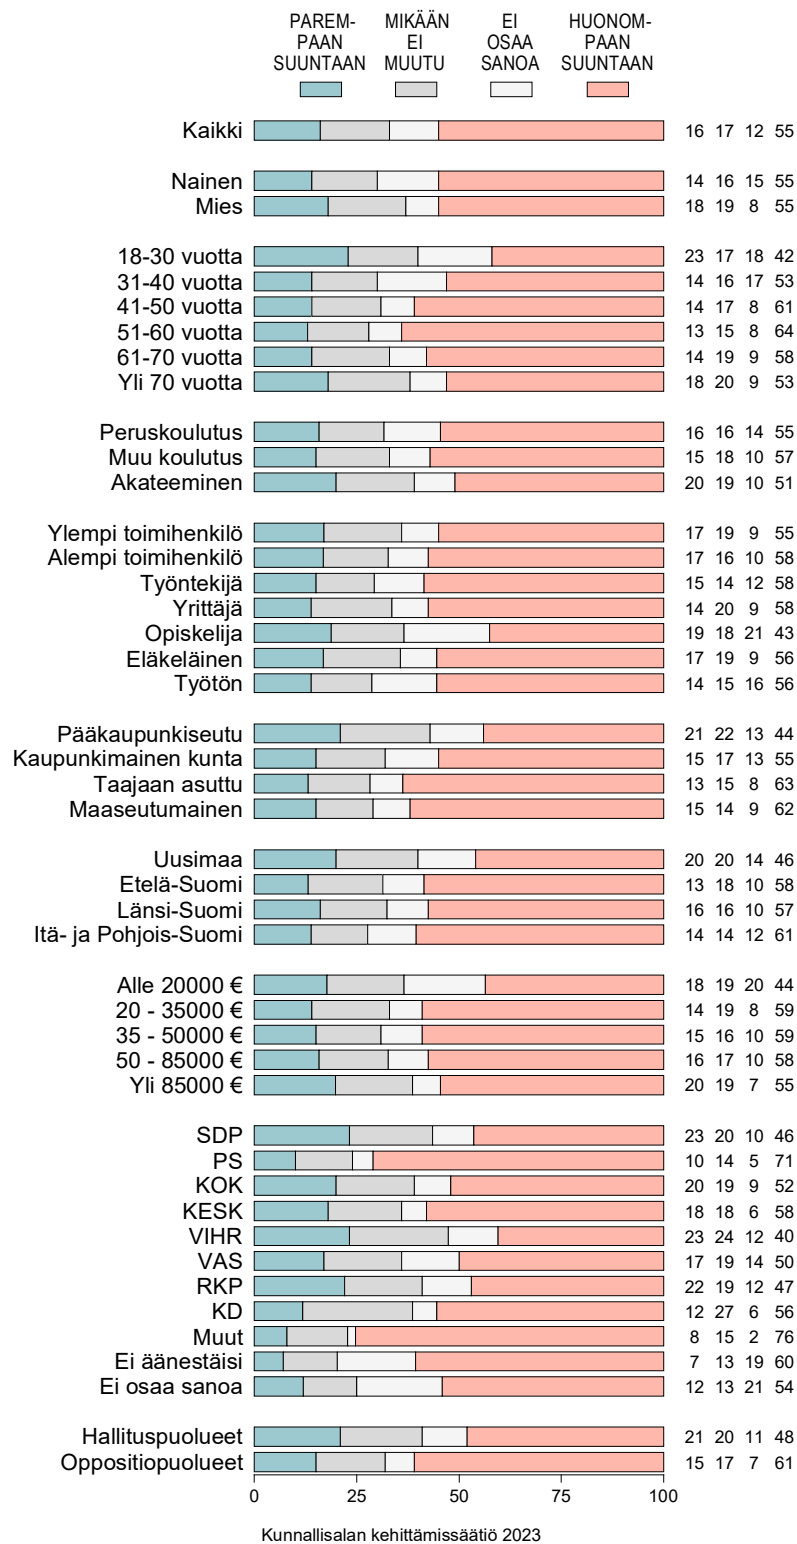 PAREM- MIKÄÄN EI HUONOM-
PAAN EI OSAA PAAN
SUUNTAAN MUUTU SANOA SUUNTAAN
Kaikki 16 17 12 55
Nainen 14 16 15 55
Mies 18 19 8 55
18-30 vuotta 23 17 18 42
31-40 vuotta 14 16 17 53
41-50 vuotta 14 17 8 61
51-60 vuotta 13 15 8 64
61-70 vuotta 14 19 9 58
Yli 70 vuotta 18 20 9 53
Peruskoulutus 16 16 14 55
Muu koulutus 15 18 10 57
Akateeminen 20 19 10 51
Ylempi toimihenkilö 17 19 9 55
Alempi toimihenkilö 17 16 10 58
Työntekijä 15 14 12 58
Yrittäjä 14 20 9 58
Opiskelija 19 18 21 43
Eläkeläinen 17 19 9 56
Työtön 14 15 16 56
Pääkaupunkiseutu 21 22 13 44
Kaupunkimainen kunta 15 17 13 55
Taajaan asuttu 13 15 8 63
Maaseutumainen 15 14 9 62
Uusimaa 20 20 14 46
Etelä-Suomi 13 18 10 58
Länsi-Suomi 16 16 10 57
Itä- ja Pohjois-Suomi 14 14 12 61
Alle 20000 € 18 19 20 44
20 - 35000 € 14 19 8 59
35 - 50000 € 15 16 10 59
50 - 85000 € 16 17 10 58
Yli 85000 € 20 19 7 55
SDP 23 20 10 46
PS 10 14 5 71
KOK 20 19 9 52
KESK 18 18 6 58
VIHR 23 24 12 40
VAS 17 19 14 50
RKP 22 19 12 47
KD 12 27 6 56
Muut 8 15 2 76
Ei äänestäisi 7 13 19 60
Ei osaa sanoa 12 13 21 54
Hallituspuolueet 21 20 11 48
Oppositiopuolueet 15 17 7 61
0 25 50 75 100
Kunnallisalan kehittämissäätiö 2023